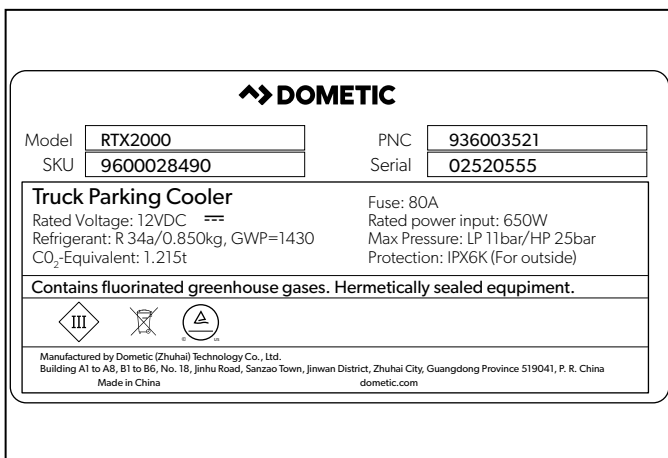 DOMETIC
Model RTX2000 PNC 936003521
SKU 9600028490 Serial 02520555
Truck Parking Cooler
Rated Voltage: 12VDC
Refrigerant: R 34a/0.850kg, GWP=1430
C0₂-Equivalent: 1.215t
Fuse: 80A
Rated power input: 650W
Max Pressure: LP 11bar/HP 25bar
Protection: IPX6K (For outside)
Contains fluorinated greenhouse gases. Hermetically sealed equpiment.
III
c us
Manufactured by Dometic (Zhuhai) Technology Co., Ltd.
Building A1 to A8, B1 to B6, No. 18, Jinhu Road, Sanzao Town, Jinwan District, Zhuhai City, Guangdong Province 519041, P. R. China
Made in China dometic.com